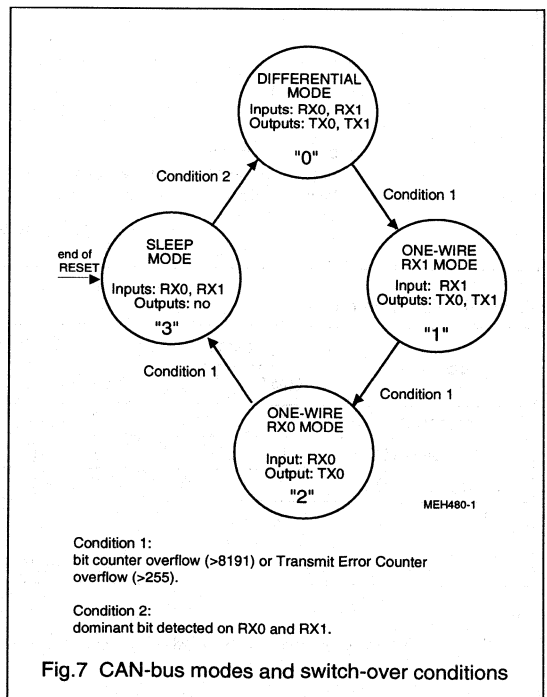 DIFFERENTIAL
MODE
Inputs: RX0, RX1
Outputs: TX0, TX1
"0"
Condition 2
Condition 1
end of
RESET
SLEEP
MODE
Inputs: RX0, RX1
Outputs: no
"3"
ONE-WIRE
RX1 MODE
Input: RX1
Outputs: TX0, TX1
"1"
Condition 1
Condition 1
ONE-WIRE
RX0 MODE
Input: RX0
Output: TX0
"2"
MEH480-1
Condition 1:
bit counter overflow (>8191) or Transmit Error Counter
overflow (>255).
Condition 2:
dominant bit detected on RX0 and RX1.
Fig.7 CAN-bus modes and switch-over conditions